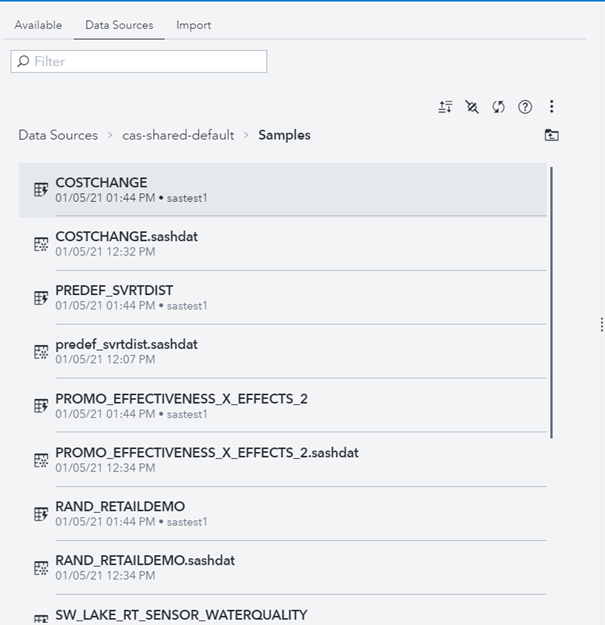 Available Data Sources Import
Filter
Data Sources > cas-shared-default > Samples
COSTCHANGE
01/05/21 01:44 PM • sastest1
COSTCHANGE.sashdat
01/05/21 12:32 PM
PREDEF_SVRTDIST
01/05/21 01:44 PM • sastest1
predef_svrtdist.sashdat
01/05/21 12:07 PM
PROMO_EFFECTIVENESS_X_EFFECTS_2
01/05/21 01:44 PM • sastest1
PROMO_EFFECTIVENESS_X_EFFECTS_2.sashdat
01/05/21 12:34 PM
RAND_RETAILDEMO
01/05/21 01:44 PM • sastest1
RAND_RETAILDEMO.sashdat
01/05/21 12:34 PM
SW_LAKE_RT_SENSOR_WATERQUALITY